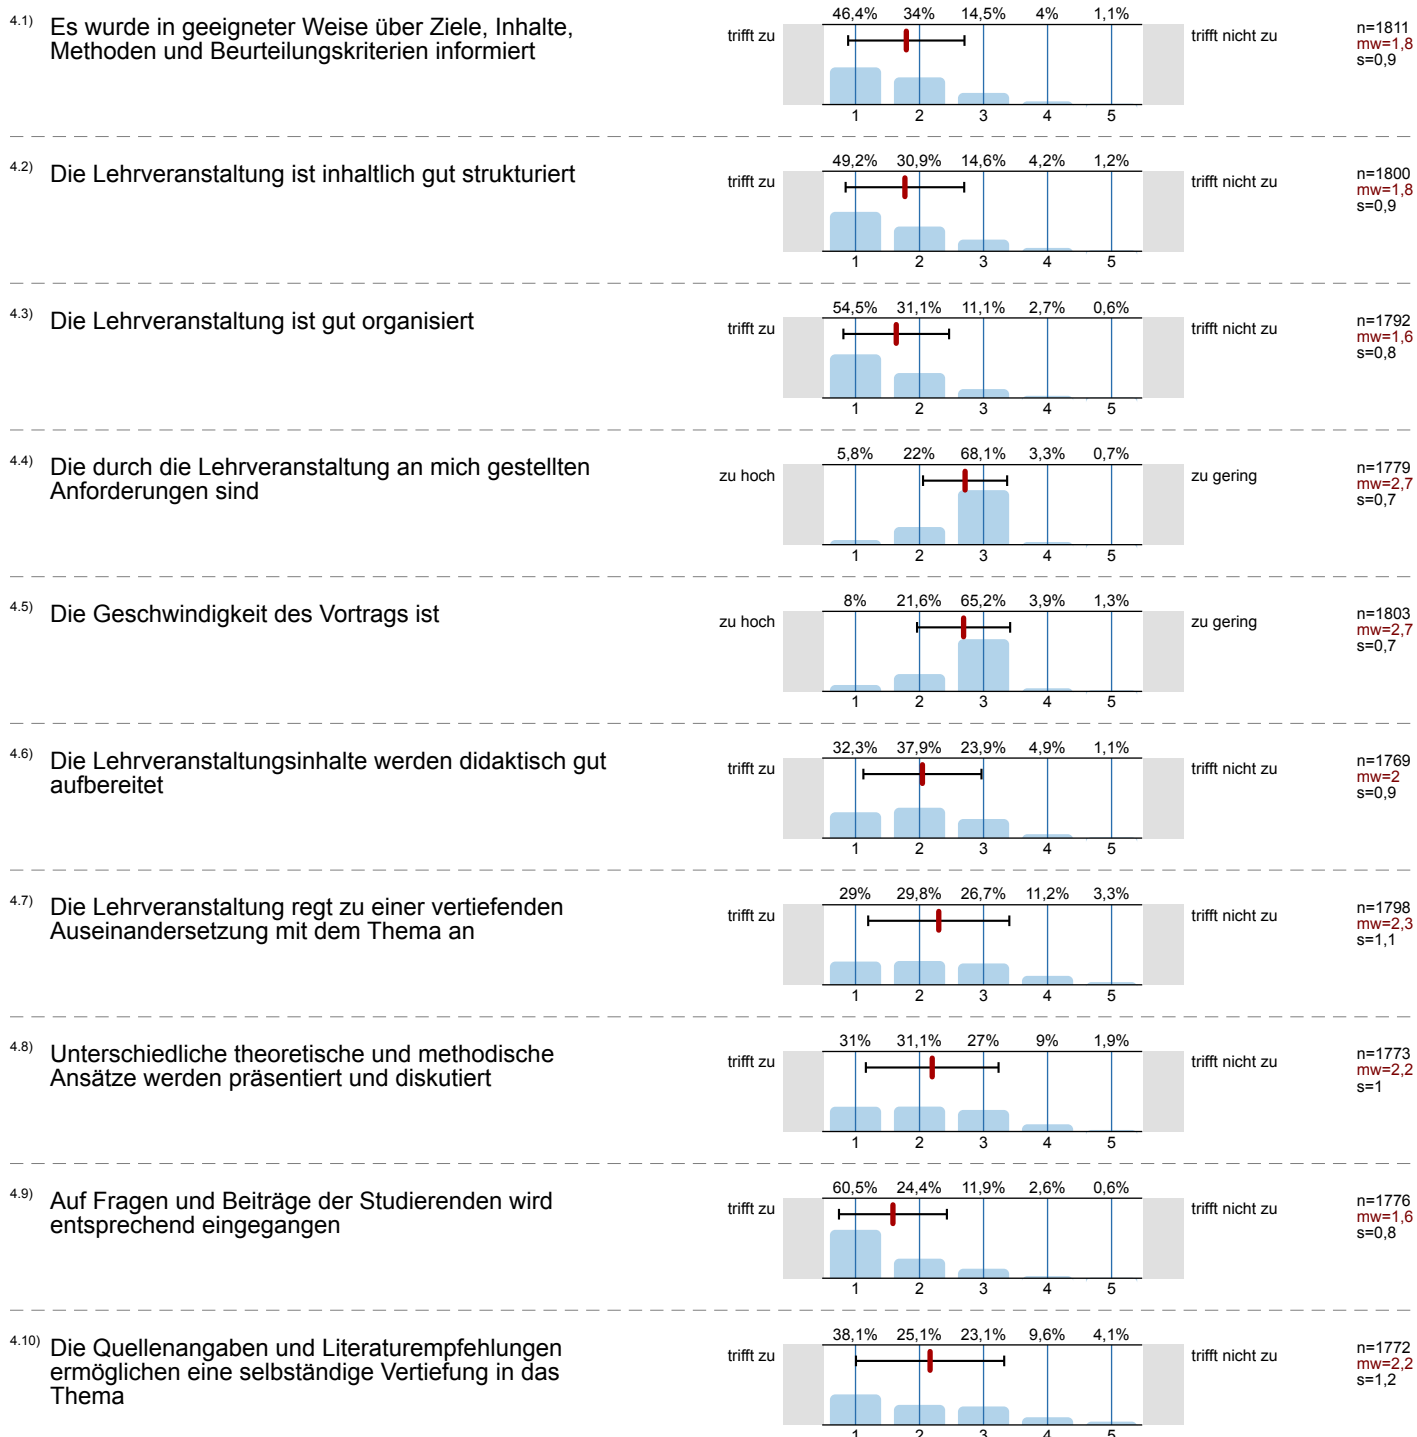 4.1) Es wurde in geeigneter Weise über Ziele, Inhalte,
Methoden und Beurteilungskriterien informiert
46,4% 34% 14,5% 4% 1,1%
trifft zu trifft nicht zu
1 2 3 4 5
n=1811
mw=1,8
s=0,9
4.2) Die Lehrveranstaltung ist inhaltlich gut strukturiert
49,2% 30,9% 14,6% 4,2% 1,2%
trifft zu trifft nicht zu
1 2 3 4 5
n=1800
mw=1,8
s=0,9
4.3) Die Lehrveranstaltung ist gut organisiert
54,5% 31,1% 11,1% 2,7% 0,6%
trifft zu trifft nicht zu
1 2 3 4 5
n=1792
mw=1,6
s=0,8
4.4) Die durch die Lehrveranstaltung an mich gestellten
Anforderungen sind
5,8% 22% 68,1% 3,3% 0,7%
zu hoch zu gering
1 2 3 4 5
n=1779
mw=2,7
s=0,7
4.5) Die Geschwindigkeit des Vortrags ist
8% 21,6% 65,2% 3,9% 1,3%
zu hoch zu gering
1 2 3 4 5
n=1803
mw=2,7
s=0,7
4.6) Die Lehrveranstaltungsinhalte werden didaktisch gut
aufbereitet
32,3% 37,9% 23,9% 4,9% 1,1%
trifft zu trifft nicht zu
1 2 3 4 5
n=1769
mw=2
s=0,9
4.7) Die Lehrveranstaltung regt zu einer vertiefenden
Auseinandersetzung mit dem Thema an
29% 29,8% 26,7% 11,2% 3,3%
trifft zu trifft nicht zu
1 2 3 4 5
n=1798
mw=2,3
s=1,1
4.8) Unterschiedliche theoretische und methodische
Ansätze werden präsentiert und diskutiert
31% 31,1% 27% 9% 1,9%
trifft zu trifft nicht zu
1 2 3 4 5
n=1773
mw=2,2
s=1
4.9) Auf Fragen und Beiträge der Studierenden wird
entsprechend eingegangen
60,5% 24,4% 11,9% 2,6% 0,6%
trifft zu trifft nicht zu
1 2 3 4 5
n=1776
mw=1,6
s=0,8
4.10) Die Quellenangaben und Literaturempfehlungen
ermöglichen eine selbständige Vertiefung in das
Thema
38,1% 25,1% 23,1% 9,6% 4,1%
trifft zu trifft nicht zu
1 2 3 4 5
n=1772
mw=2,2
s=1,2